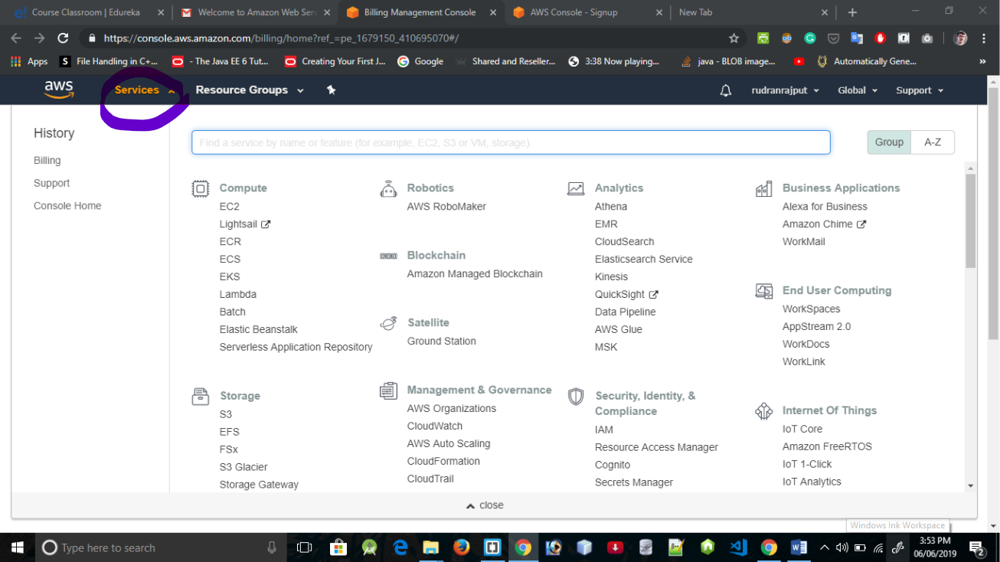 Course Classroom | Edureka
Welcome to Amazon Web Serv
Billing Management Console
AWS Console - Signup
New Tab
https://console.aws.amazon.com/billing/home?ref_=pe_1679150_410695070#/
Apps
S File Handling in C+...
- The Java EE 6 Tut...
Creating Your First J...
Google
Shared and Reseller...
3:38 Now playing...
java - BLOB image...
Automatically Gene...
»
aws
Services
Resource Groups
rudranrajput
Global
Support
History
Billing
Support
Console Home
Find a service by name or feature (for example, EC2, S3 or VM, storage).
Group
A-Z
Compute
EC2
Lightsail
ECR
ECS
EKS
Lambda
Batch
Elastic Beanstalk
Serverless Application Repository
Storage
S3
EFS
FSx
S3 Glacier
Storage Gateway
Robotics
AWS RoboMaker
Blockchain
Amazon Managed Blockchain
Satellite
Ground Station
Management & Governance
AWS Organizations
CloudWatch
AWS Auto Scaling
CloudFormation
CloudTrail
Analytics
Athena
EMR
CloudSearch
Elasticsearch Service
Kinesis
QuickSight
Data Pipeline
AWS Glue
MSK
Security, Identity, &
Compliance
IAM
Resource Access Manager
Cognito
Secrets Manager
Business Applications
Alexa for Business
Amazon Chime
WorkMail
End User Computing
WorkSpaces
AppStream 2.0
WorkDocs
WorkLink
Internet Of Things
IoT Core
Amazon FreeRTOS
IoT 1-Click
IoT Analytics
close
Windows Ink Workspace
Type here to search
3:53 PM
06/06/2019
2